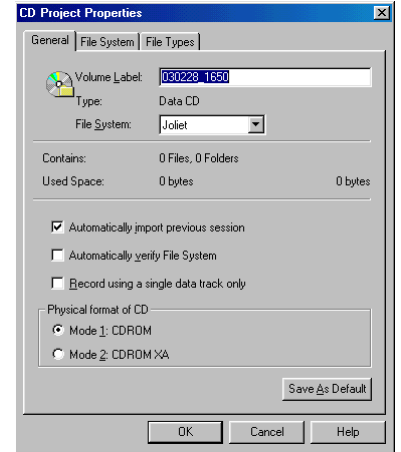 CD Project Properties
General File System File Types
Volume Label: 030228_1650
Type: Data CD
File System: Joliet
Contains: 0 Files, 0 Folders
Used Space: 0 bytes 0 bytes
Automatically import previous session
Automatically verify File System
Record using a single data track only
Physical format of CD
Mode 1: CDROM
Mode 2: CDROM XA
Save As Default
OK Cancel Help